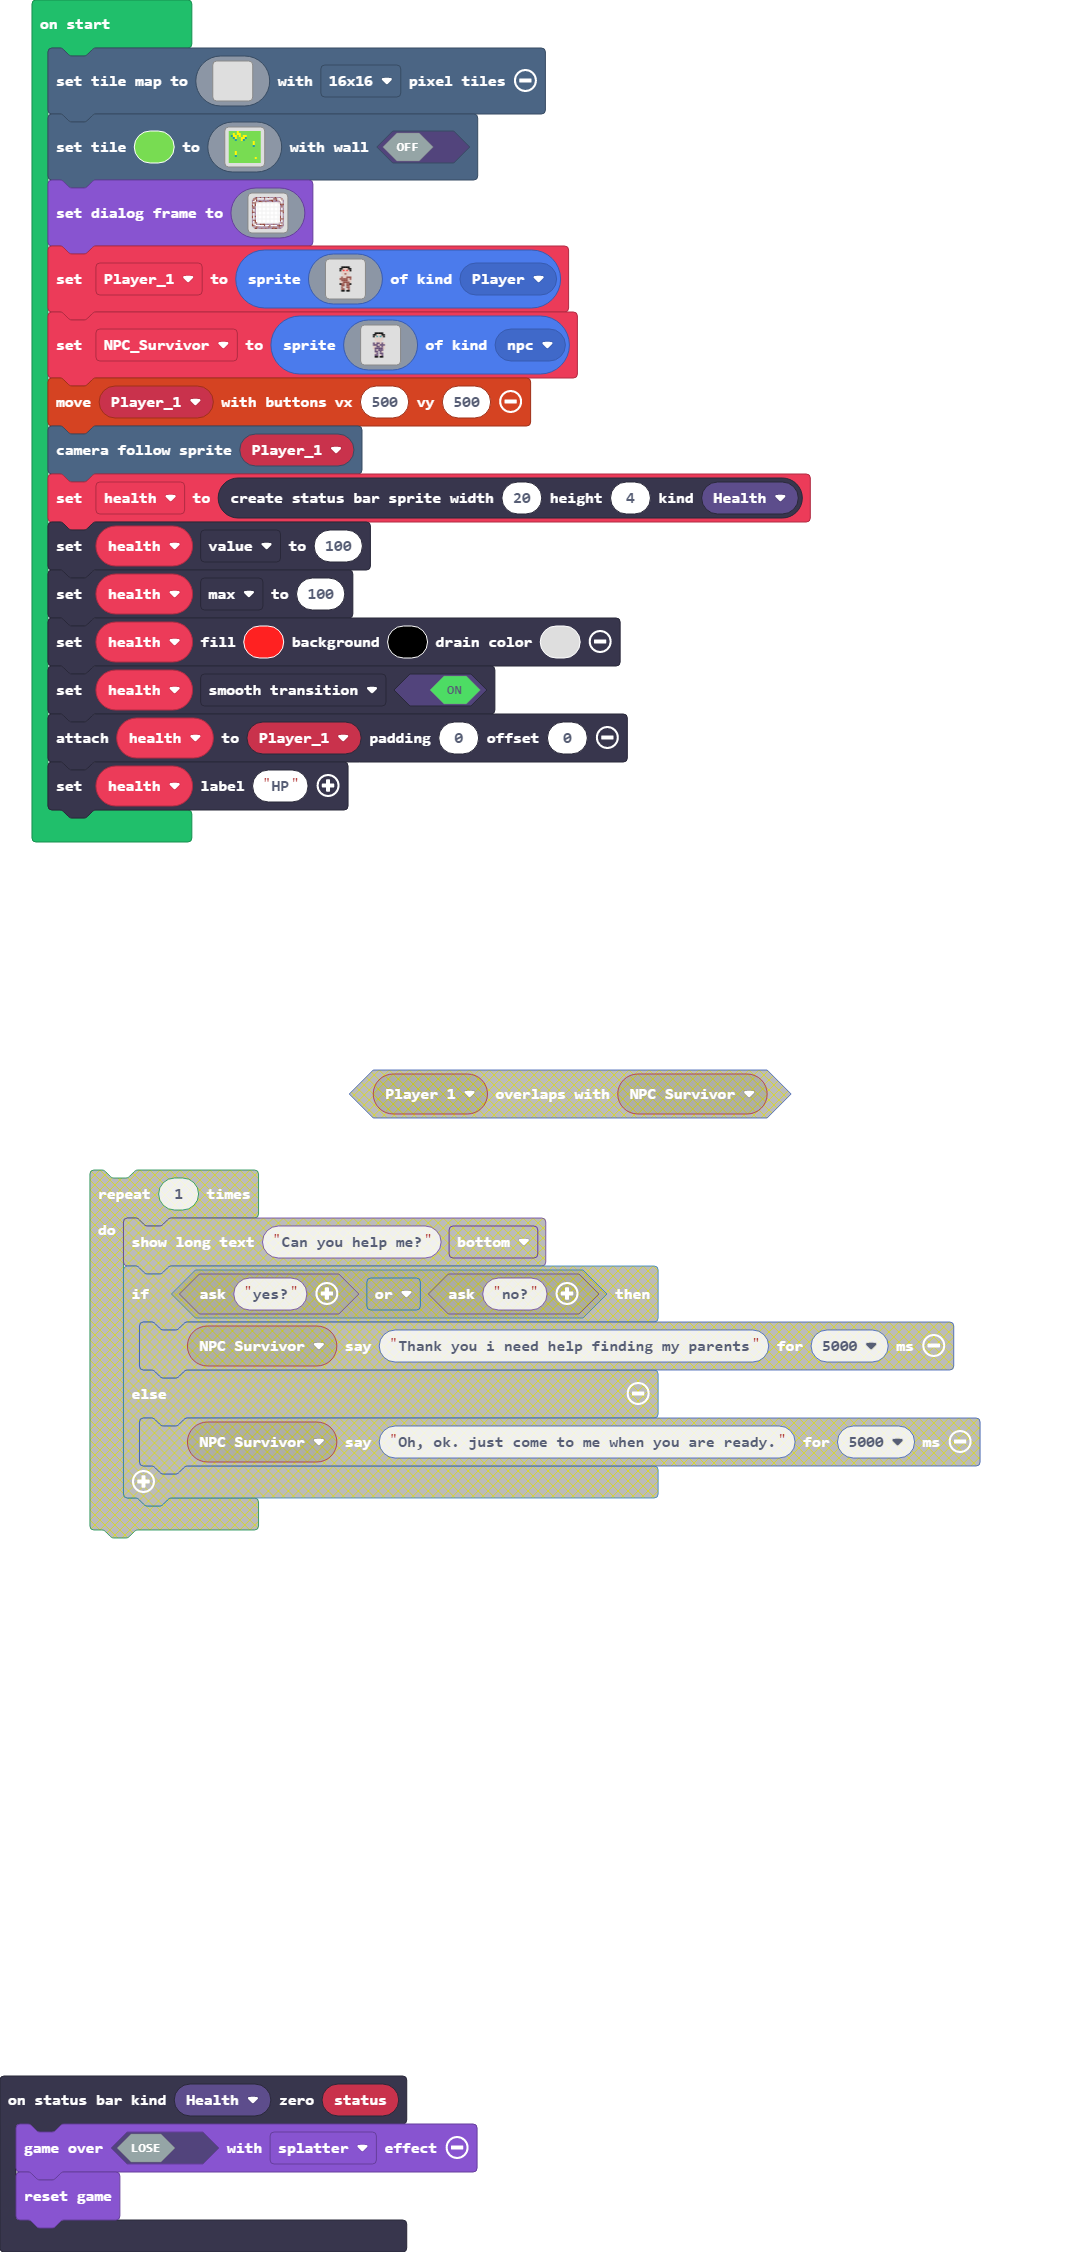 on start
set tile map to with 16x16 pixel tiles
set tile to with wall OFF
set dialog frame to
set Player_1 to sprite of kind Player
set NPC_Survivor to sprite of kind npc
move Player_1 with buttons vx 500 vy 500
camera follow sprite Player_1
set health to create status bar sprite width 20 height 4 kind Health
set health value to 100
set health max to 100
set health fill background drain color
set health smooth transition ON
attach health to Player_1 padding 0 offset 0
set health label "HP"
Player 1 overlaps with NPC Survivor
repeat 1 times
do
show long text "Can you help me?" bottom
if ask "yes?" or ask "no?" then
NPC Survivor say "Thank you i need help finding my parents" for 5000 ms
else
NPC Survivor say "Oh, ok. just come to me when you are ready." for 5000 ms
on status bar kind Health zero status
game over LOSE with splatter effect
reset game